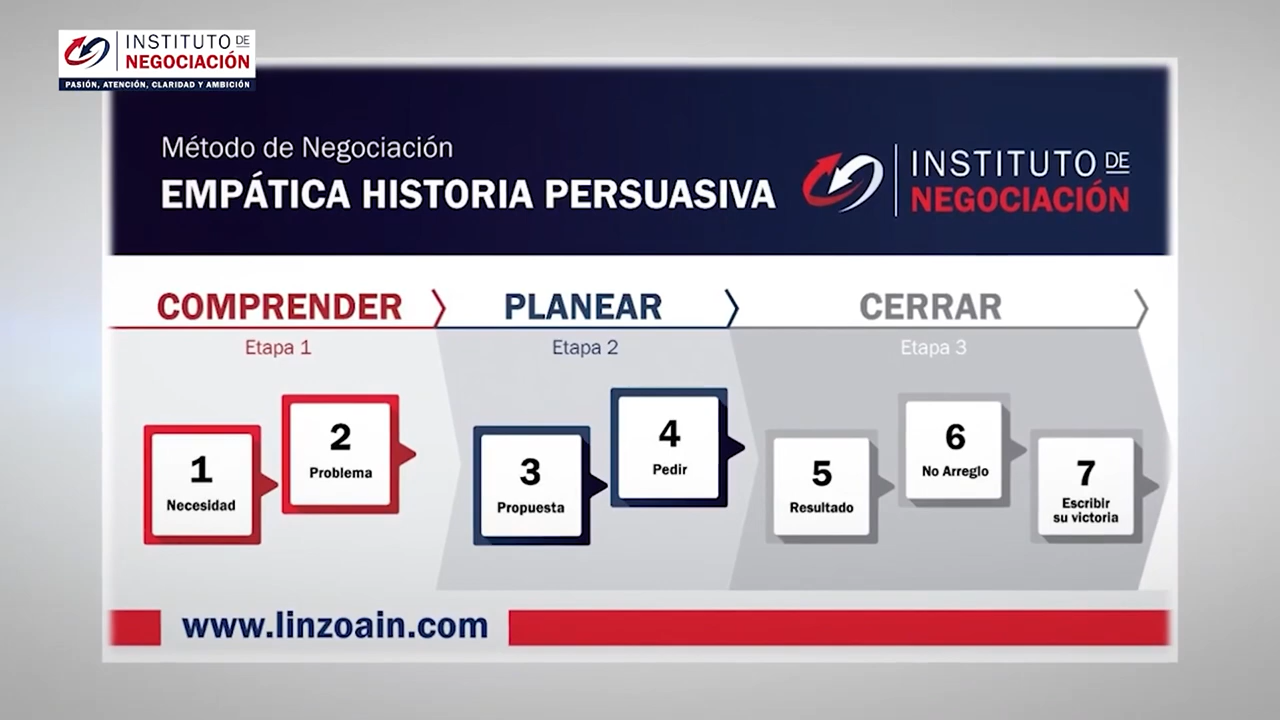 INSTITUTO DE
NEGOCIACIÓN
PASIÓN, ATENCIÓN, CLARIDAD Y AMBICIÓN
Método de Negociación
EMPÁTICA HISTORIA PERSUASIVA
INSTITUTO DE
NEGOCIACIÓN
COMPRENDER
PLANEAR
CERRAR
Etapa 1
Etapa 2
Etapa 3
1
Necesidad
2
Problema
3
Propuesta
4
Pedir
5
Resultado
6
No Arreglo
7
Escribir
su victoria
www.linzoain.com